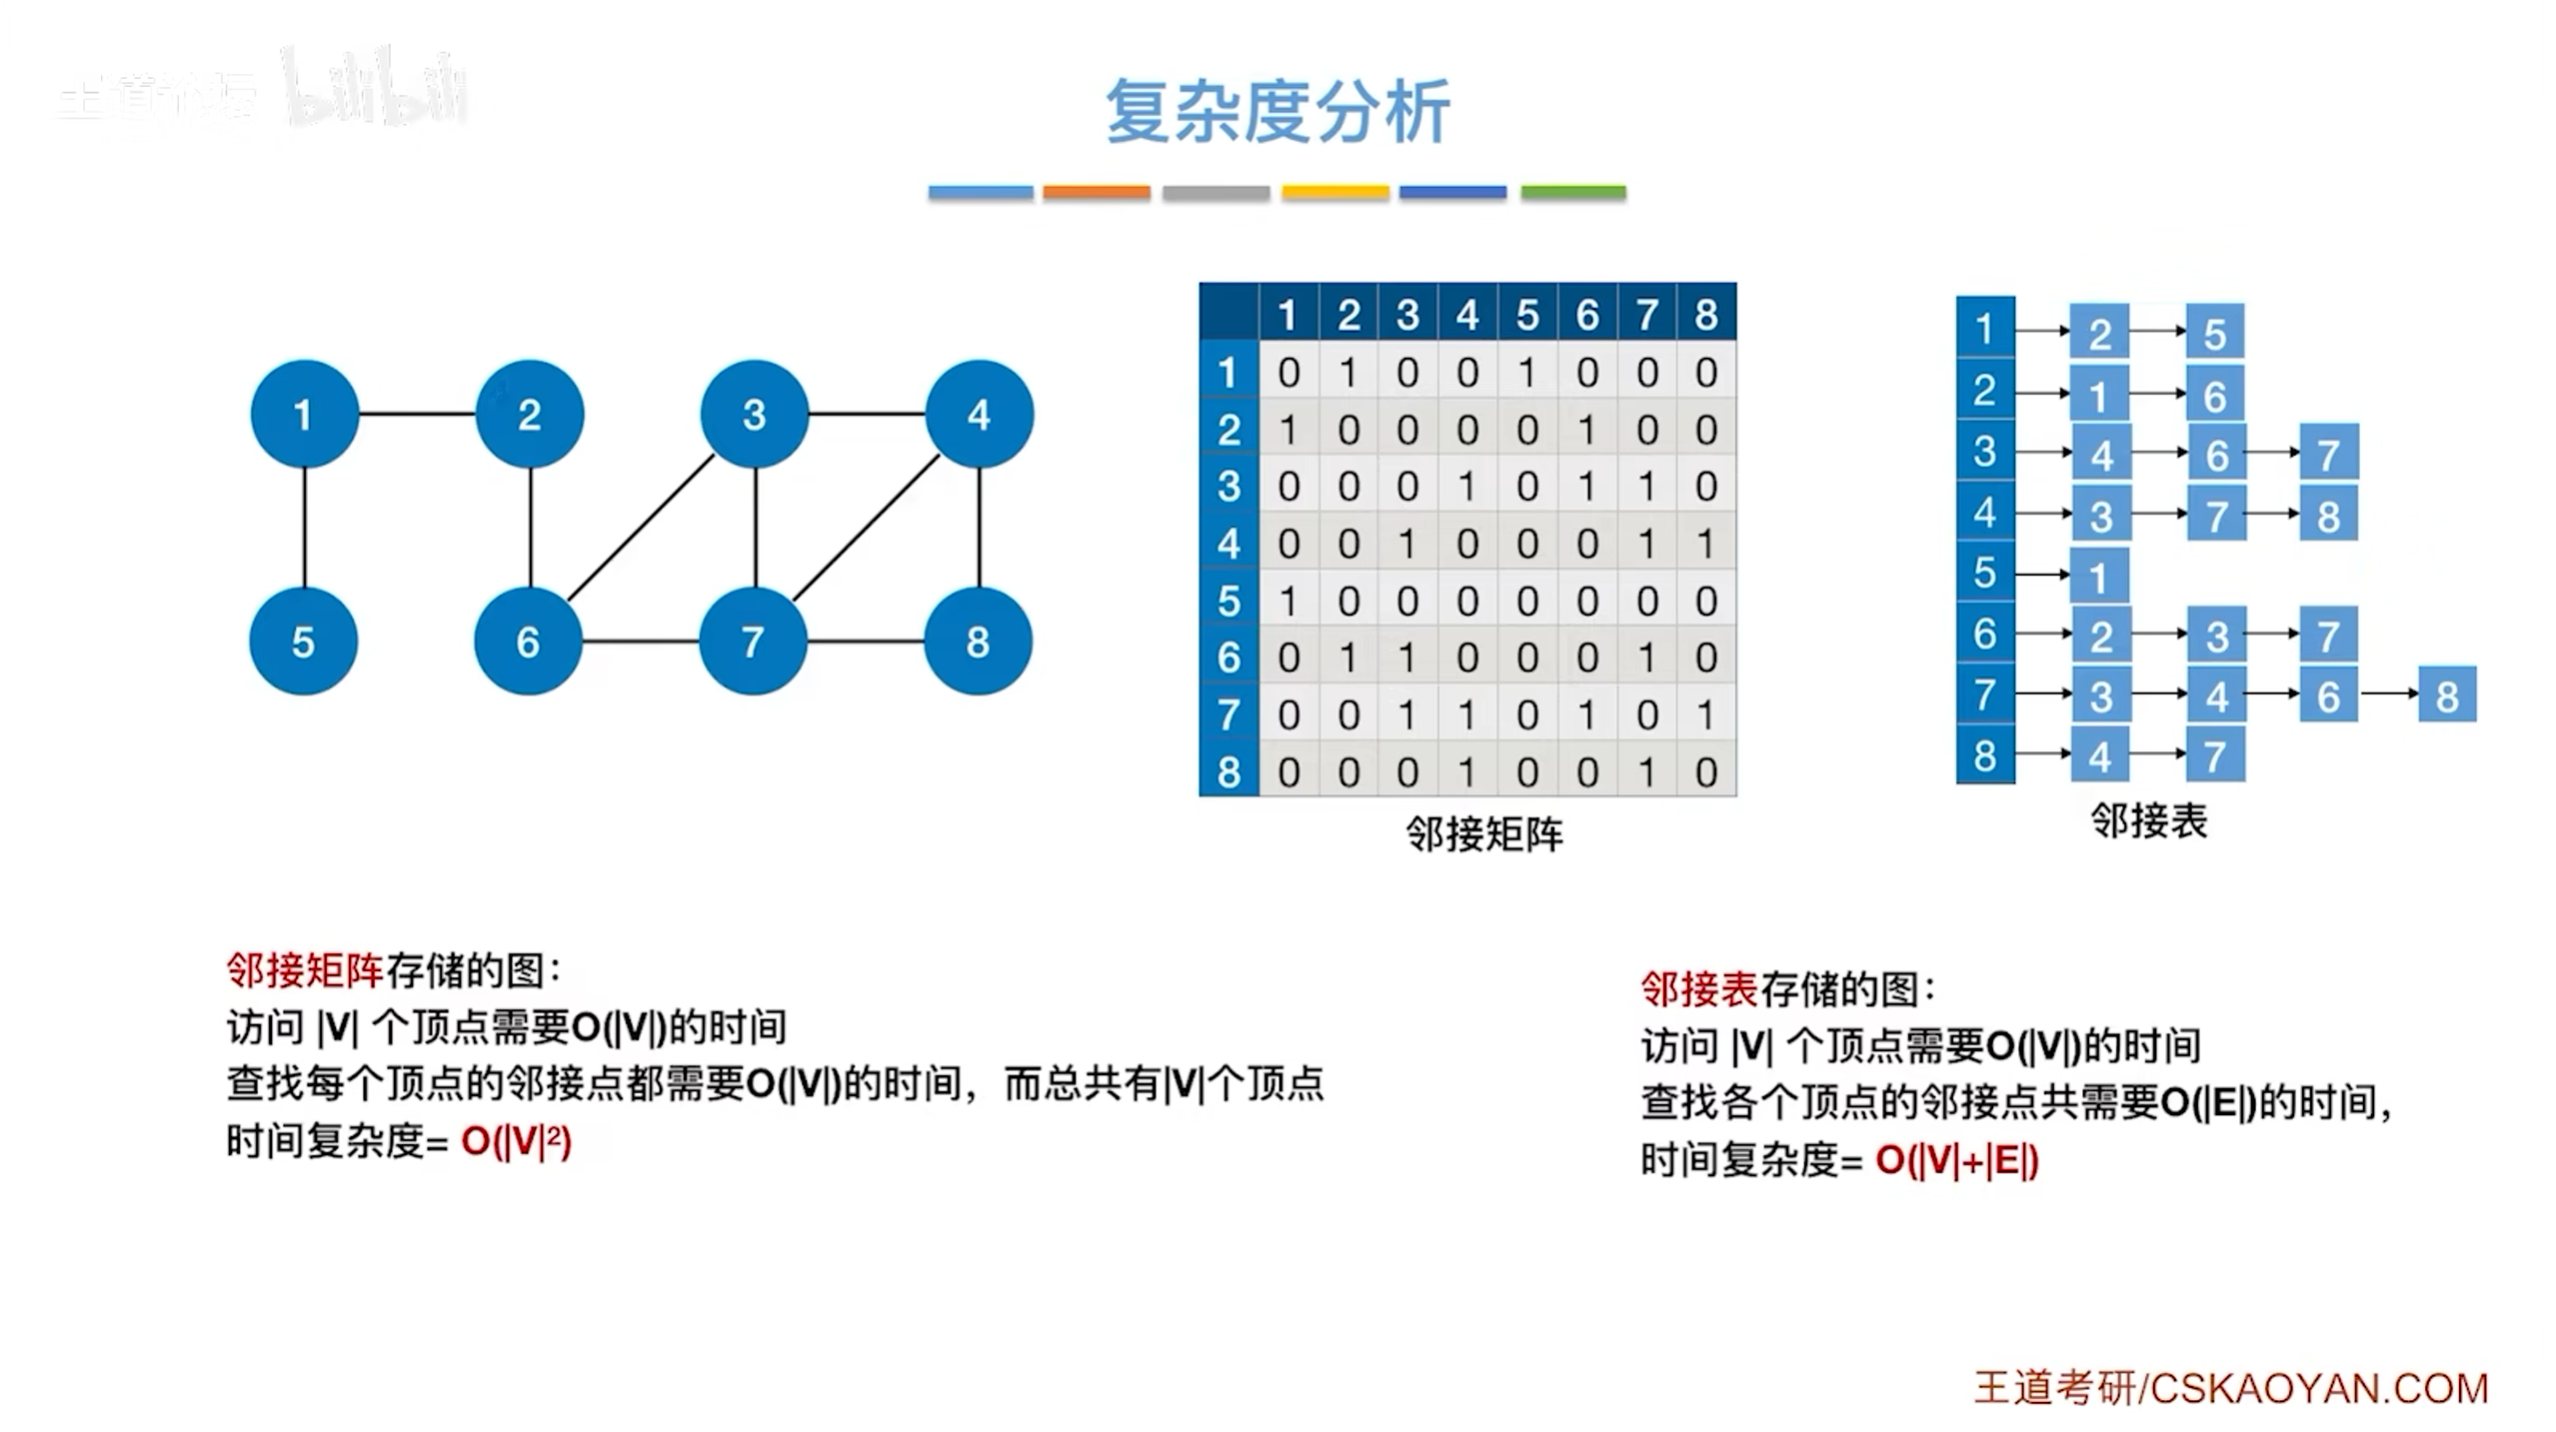 王道论坛 bilibili
复杂度分析
1 2 3 4
5 6 7 8
1 2 3 4 5 6 7 8
1 0 1 0 0 1 0 0 0
2 1 0 0 0 0 1 0 0
3 0 0 0 1 0 1 1 0
4 0 0 1 0 0 0 1 1
5 1 0 0 0 0 0 0 0
6 0 1 1 0 0 0 1 0
7 0 0 1 1 0 1 0 1
8 0 0 0 1 0 0 1 0
邻接矩阵
1 2 5
2 1 6
3 4 6 7
4 3 7 8
5 1
6 2 3 7
7 3 4 6 8
8 4 7
邻接表
邻接矩阵存储的图：
访问 |V| 个顶点需要O(|V|)的时间
查找每个顶点的邻接点都需要O(|V|)的时间，而总共有|V|个顶点
时间复杂度= O(|V|²)
邻接表存储的图：
访问 |V| 个顶点需要O(|V|)的时间
查找各个顶点的邻接点共需要O(|E|)的时间，
时间复杂度= O(|V|+|E|)
王道考研/CSKAOYAN.COM